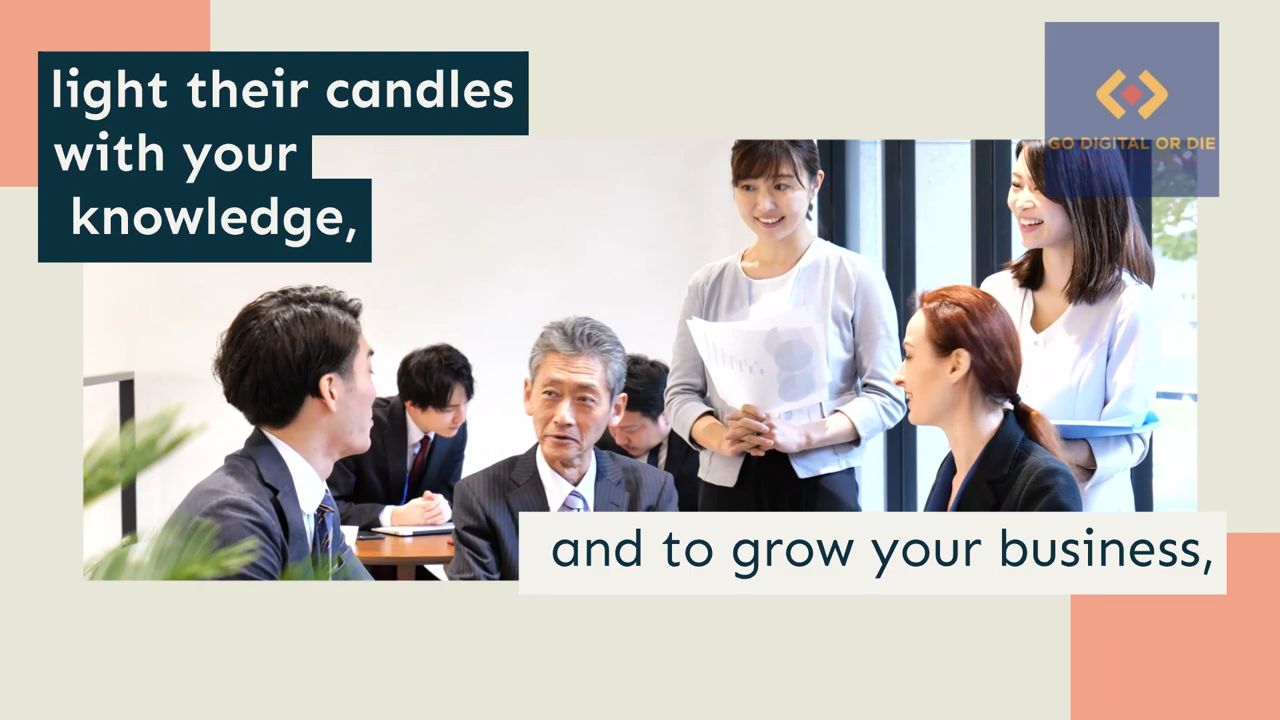 light their candles
with your
knowledge,
GO DIGITAL OR DIE
and to grow your business,